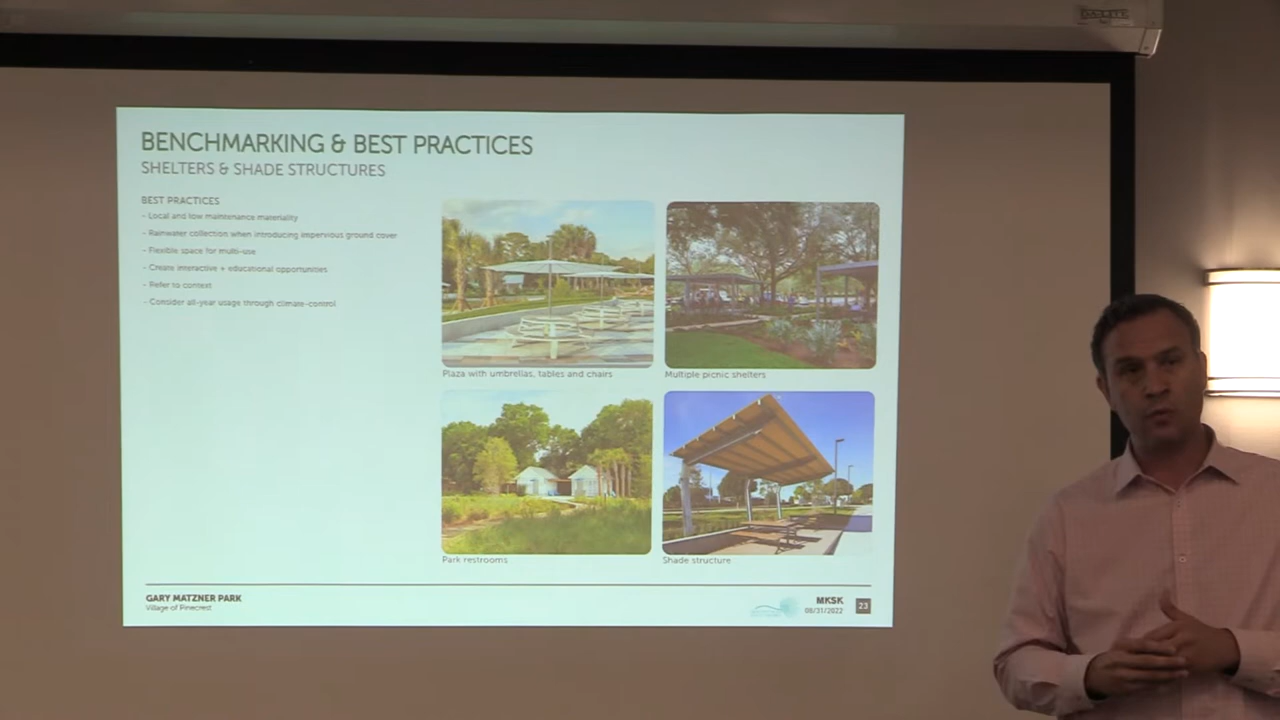 DA-LITE
BENCHMARKING & BEST PRACTICES
SHELTERS & SHADE STRUCTURES
BEST PRACTICES
- Local and low maintenance materiality
- Rainwater collection when introducing impervious ground cover
- Flexible space for multi-use
- Create interactive + educational opportunities
- Refer to context
- Consider all-year usage through climate-control
Plaza with umbrellas, tables and chairs
Multiple picnic shelters
Park restrooms
Shade structure
GARY MATZNER PARK
Village of Pinecrest
MKSK
08/31/2022
23